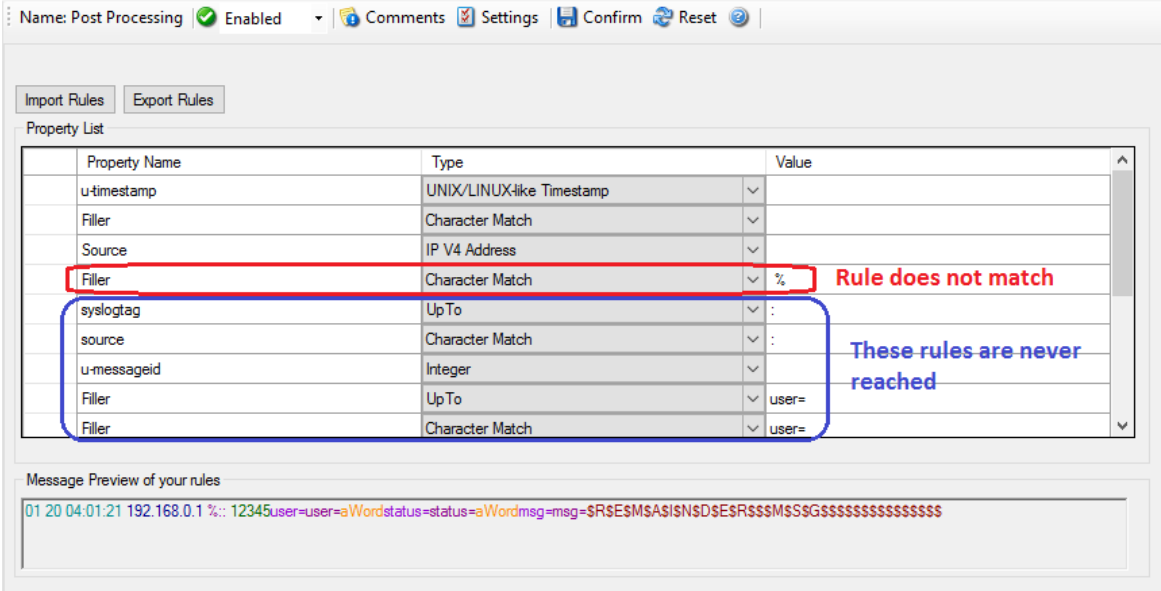 Name: Post Processing Enabled Comments Settings Confirm Reset
Import Rules Export Rules
Property List
Property Name Type Value
u-timestamp UNIX/LINUX-like Timestamp
Filler Character Match
Source IP V4 Address
Filler Character Match % Rule does not match
syslogtag UpTo :
source Character Match :
These rules are never
u-messageid Integer
reached
Filler UpTo user=
Filler Character Match user=
Message Preview of your rules
01 20 04:01:21 192.168.0.1 %:: 12345user=user=aWordstatus=status=aWordmsg=msg=$R$E$M$A$I$N$D$E$R$$$M$S$G$$$$$$$$$$$$$$$